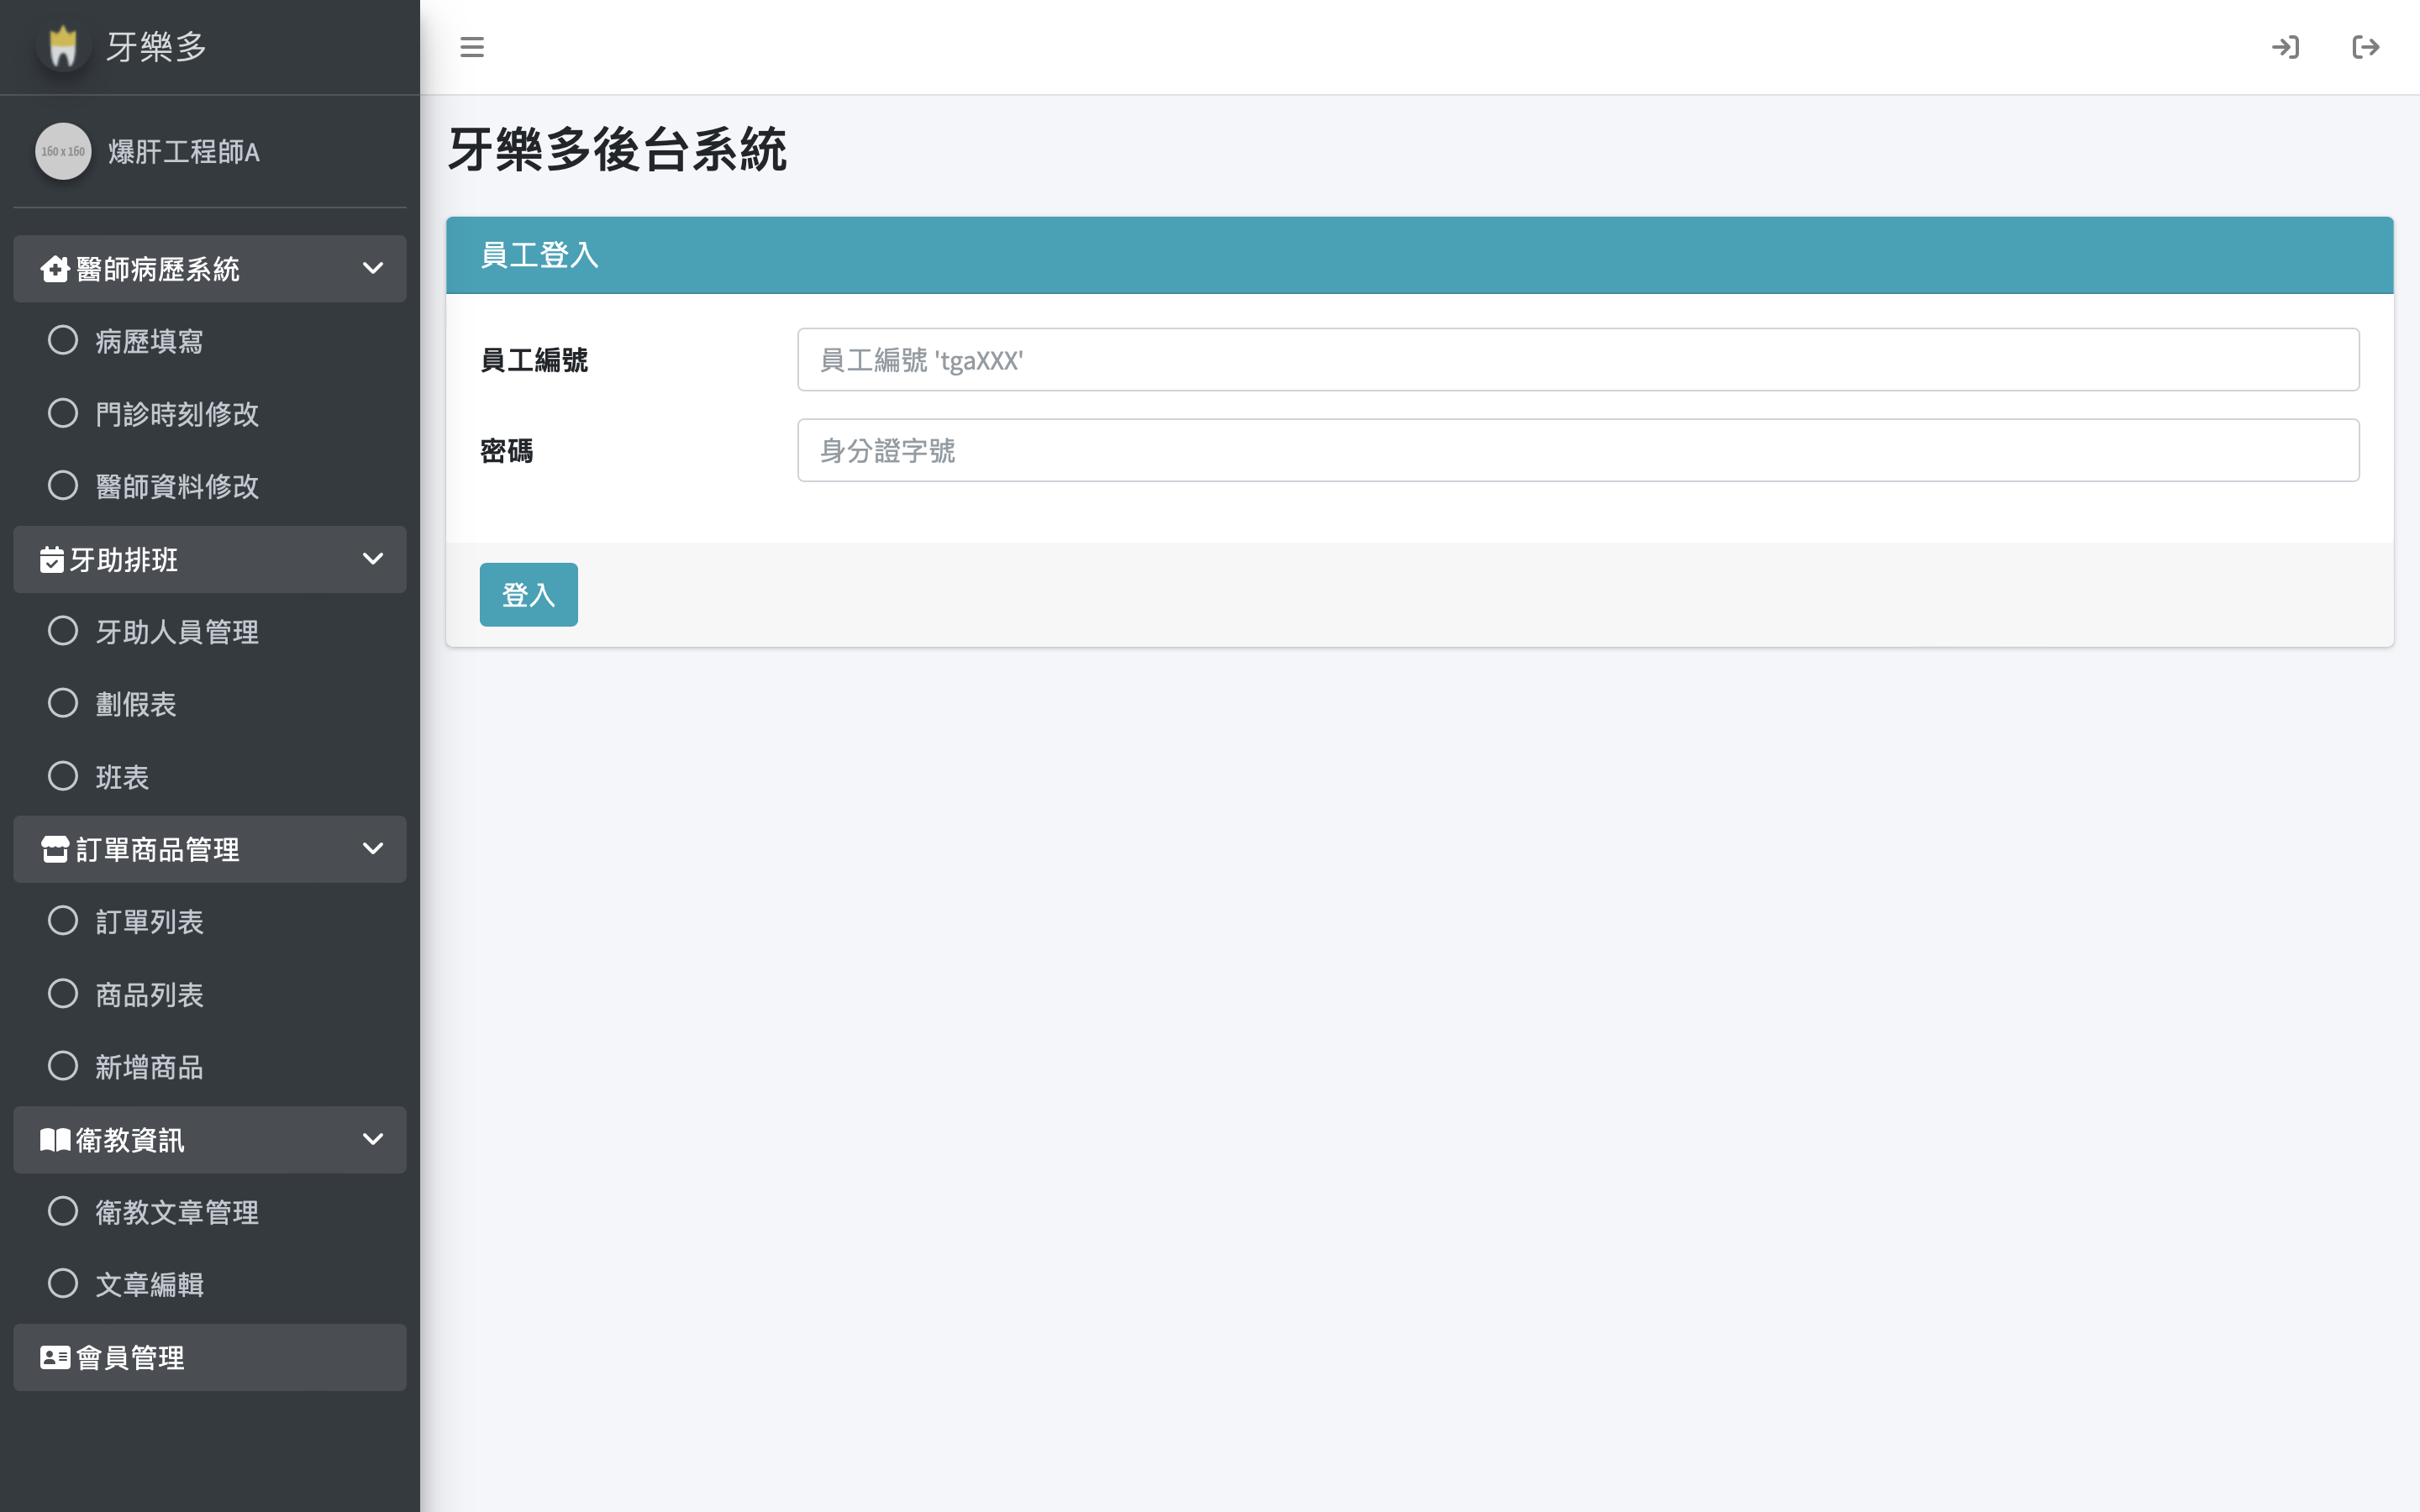 牙樂多
160 x 160
爆肝工程師A
醫師病歷系統
病歷填寫
門診時刻修改
醫師資料修改
牙助排班
牙助人員管理
劃假表
班表
訂單商品管理
訂單列表
商品列表
新增商品
衛教資訊
衛教文章管理
文章編輯
會員管理
牙樂多後台系統
員工登入
員工編號
員工編號 'tgaXXX'
密碼
身分證字號
登入